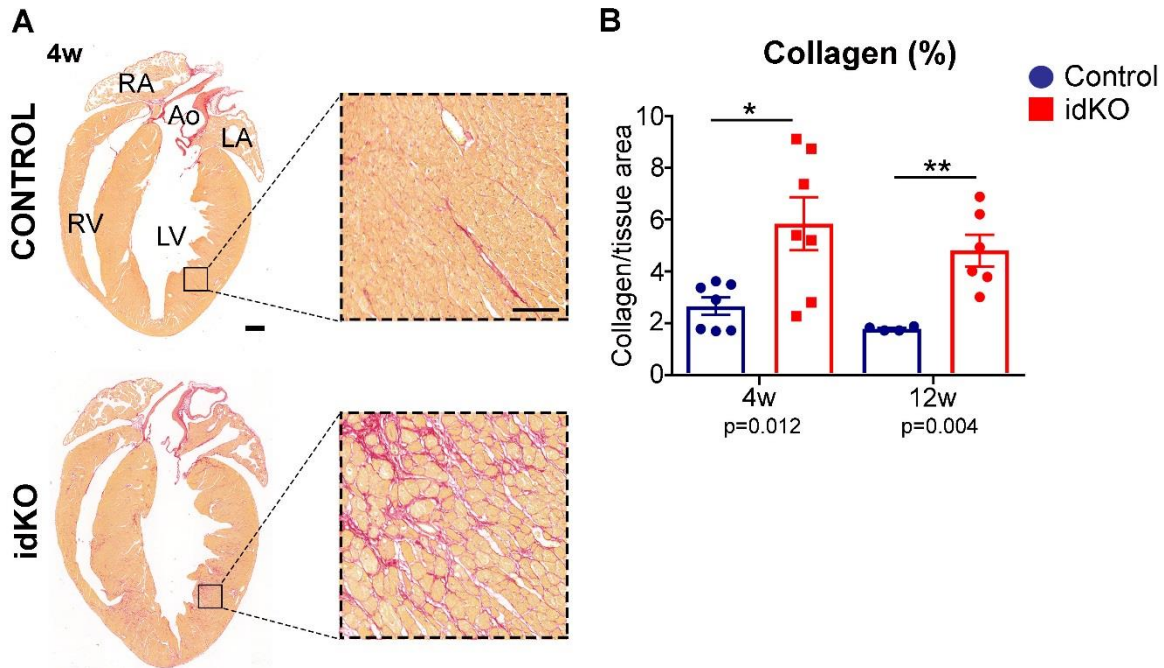 A
4w
CONTROL
RA
Ao
LA
RV
LV
idKO
B
Collagen (%)
Control
idKO
Collagen/tissue area
10
8
6
4
2
0
*
**
4w
12w
p=0.012
p=0.004